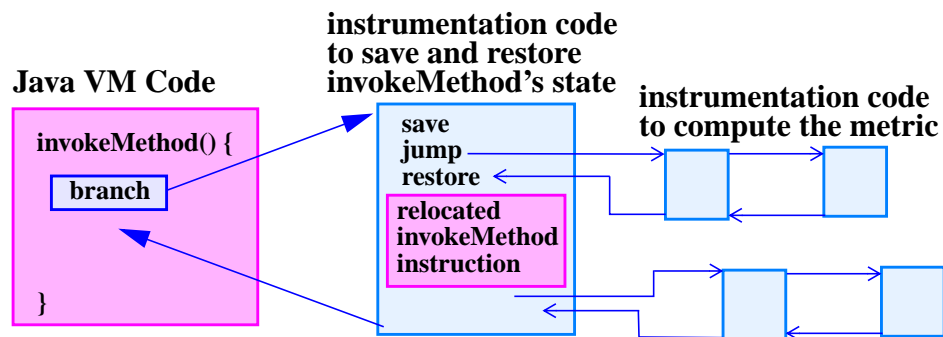 Java VM Code
invokeMethod() {
branch
}
instrumentation code
to save and restore
invokeMethod's state
save
jump
restore
relocated
invokeMethod
instruction
instrumentation code
to compute the metric